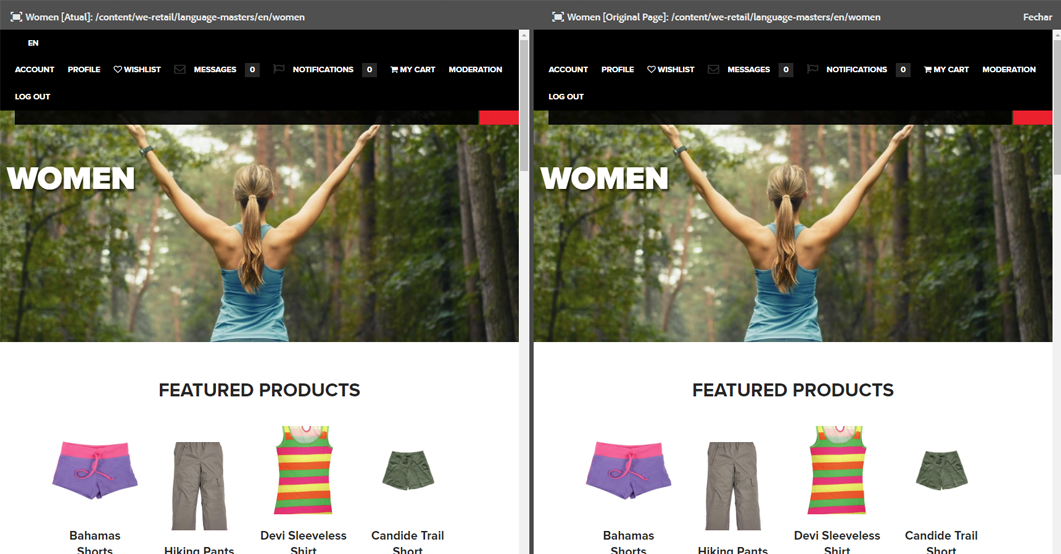 Women [Atual]: /content/we-retail/language-masters/en/women
EN
ACCOUNT PROFILE WISHLIST MESSAGES 0 NOTIFICATIONS 0 MY CART MODERATION
LOG OUT
WOMEN
FEATURED PRODUCTS
Bahamas
Shorts
Hiking Pants
Devi Sleeveless
Shirt
Candide Trail
Short
Women [Original Page]: /content/we-retail/language-masters/en/women
Fechar
ACCOUNT PROFILE WISHLIST MESSAGES 0 NOTIFICATIONS 0 MY CART MODERATION
LOG OUT
WOMEN
FEATURED PRODUCTS
Bahamas
Shorts
Hiking Pants
Devi Sleeveless
Shirt
Candide Trail
Short